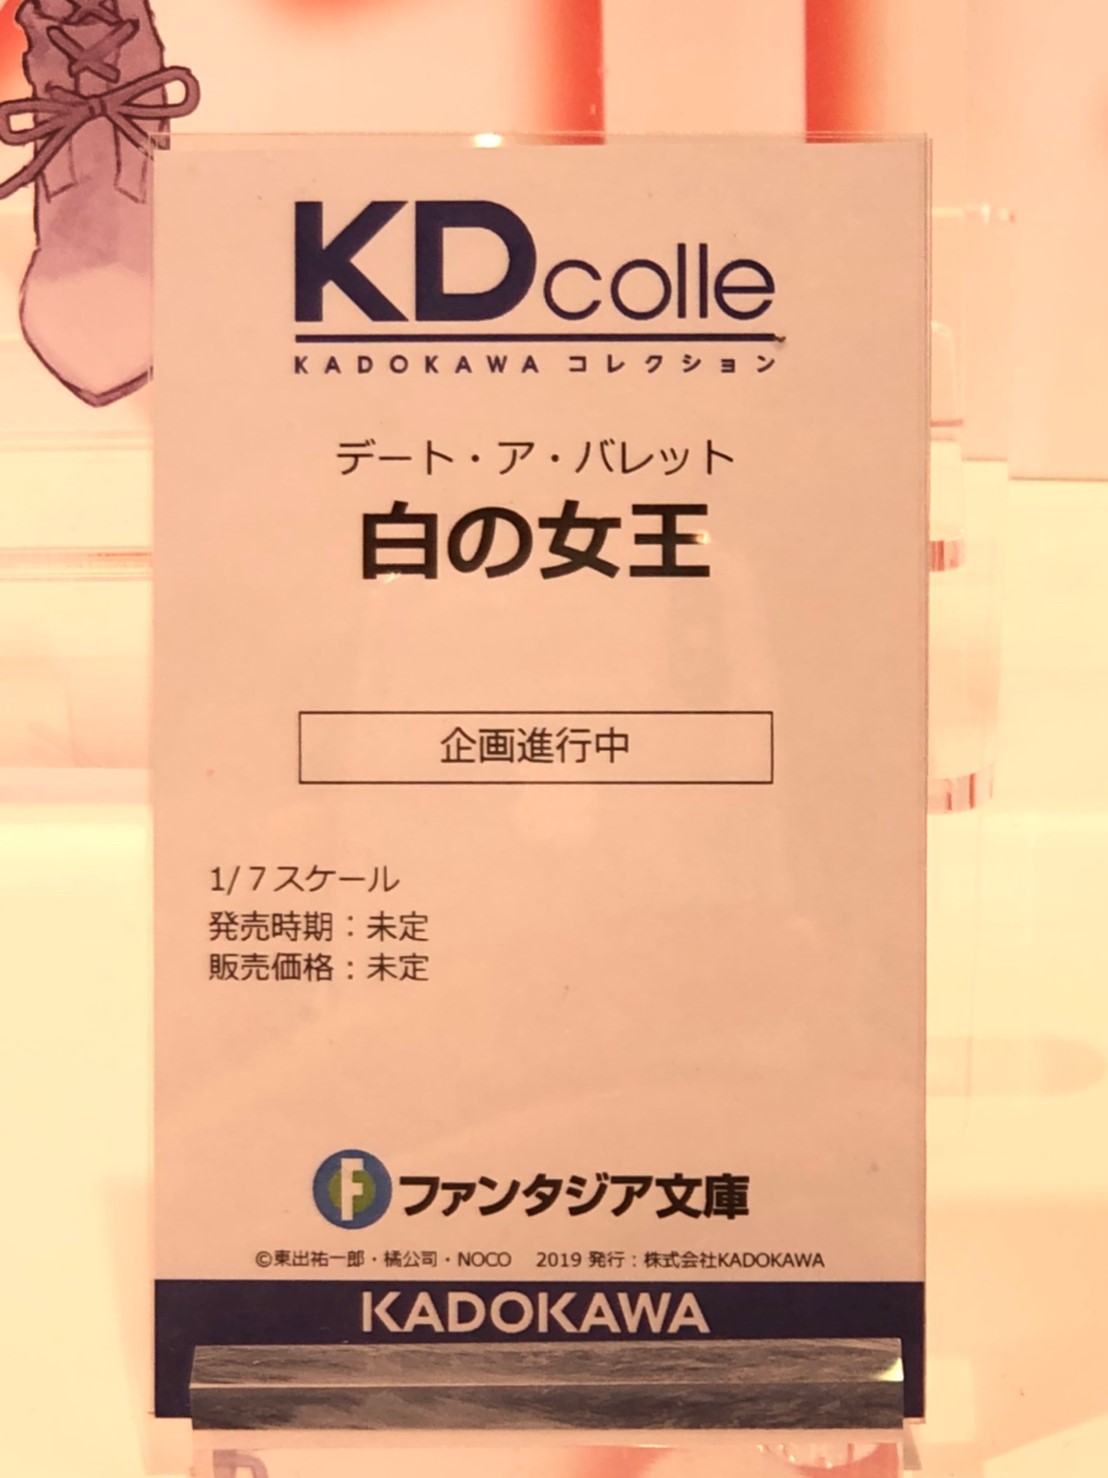 KDcolle
KADOKAWA コレクション
デート・ア・バレット
白の女王
企画進行中
1/７スケール
発売時期：未定
販売価格：未定
ファンタジア文庫
©東出祐一郎・橘公司・NOCO 2019 発行：株式会社KADOKAWA
KADOKAWA